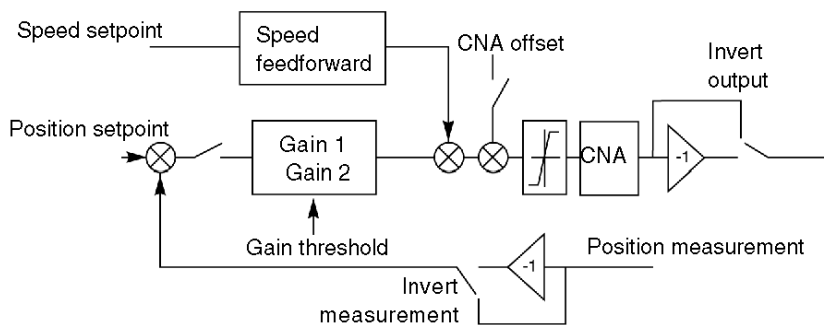 Speed setpoint
Speed
feedforward
CNA offset
Invert
output
Position setpoint
Gain 1
Gain 2
CNA
-1
Gain threshold
-1
Position measurement
Invert
measurement